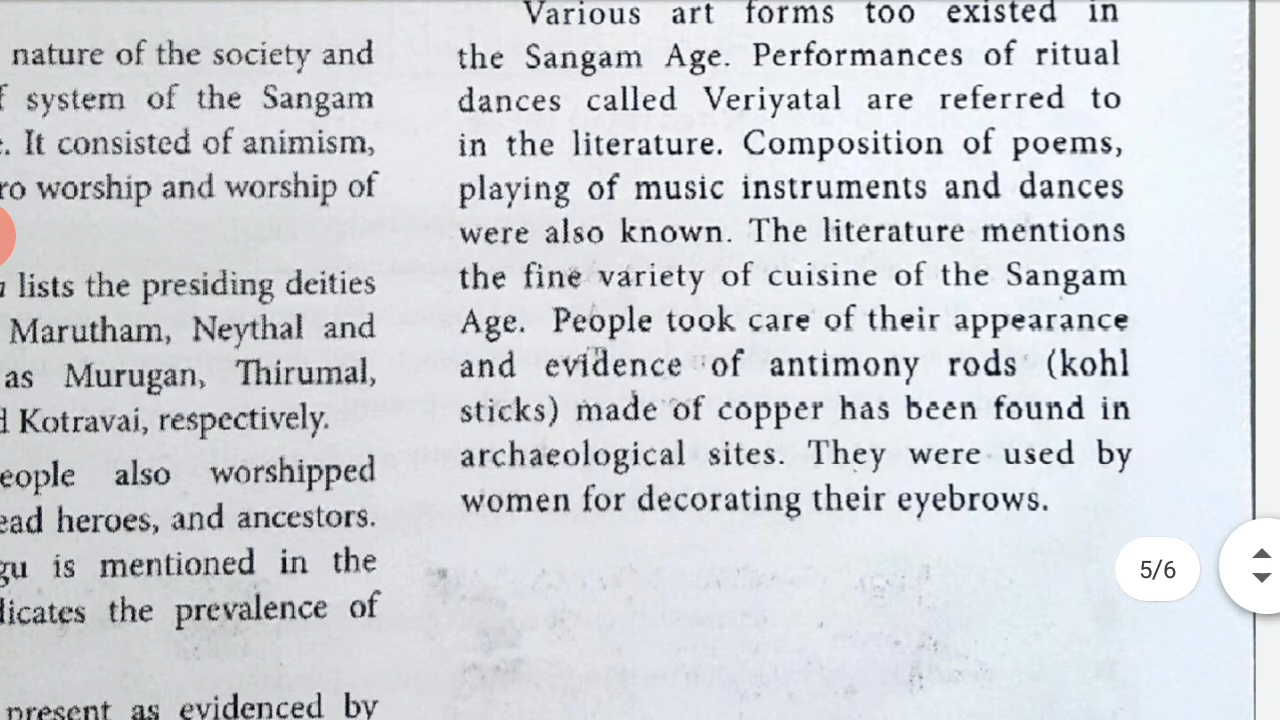 nature of the society and
system of the Sangam
It consisted of animism,
worship and worship of
lists the presiding deities
Marutham, Neythal and
as Murugan, Thirumal,
Kotravai, respectively.
also worshipped
heroes, and ancestors.
is mentioned in the
the prevalence of
present as evidenced by
Various art forms too existed in
the Sangam Age. Performances of ritual
dances called Veriyatal are referred to
in the literature. Composition of poems,
playing of music instruments and dances
were also known. The literature mentions
the fine variety of cuisine of the Sangam
Age. People took care of their appearance
and evidence of antimony rods (kohl
sticks) made of copper has been found in
archaeological sites. They were used by
women for decorating their eyebrows.
5/6